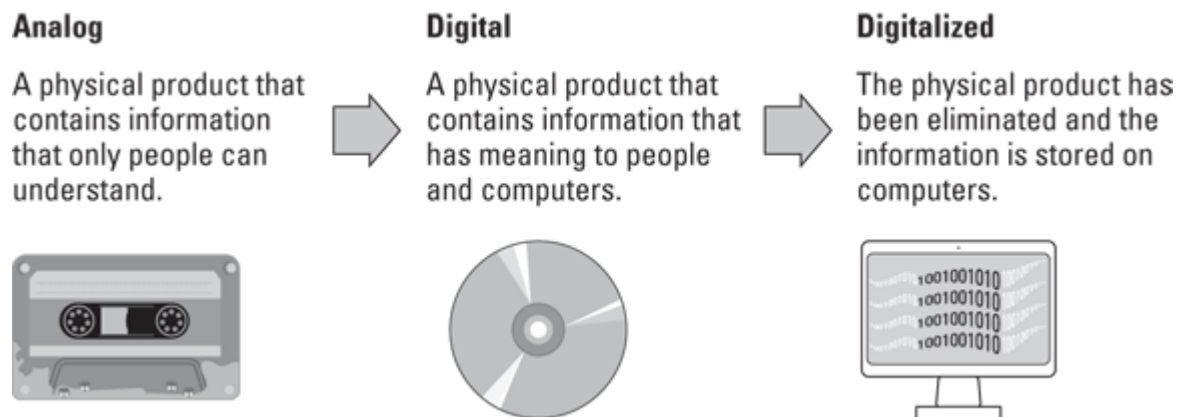 Analog
A physical product that
contains information
that only people can
understand.
Digital
A physical product that
contains information that
has meaning to people
and computers.
Digitalized
The physical product has
been eliminated and the
information is stored on
computers.
1001001010
1001001010
1001001010
1001001010